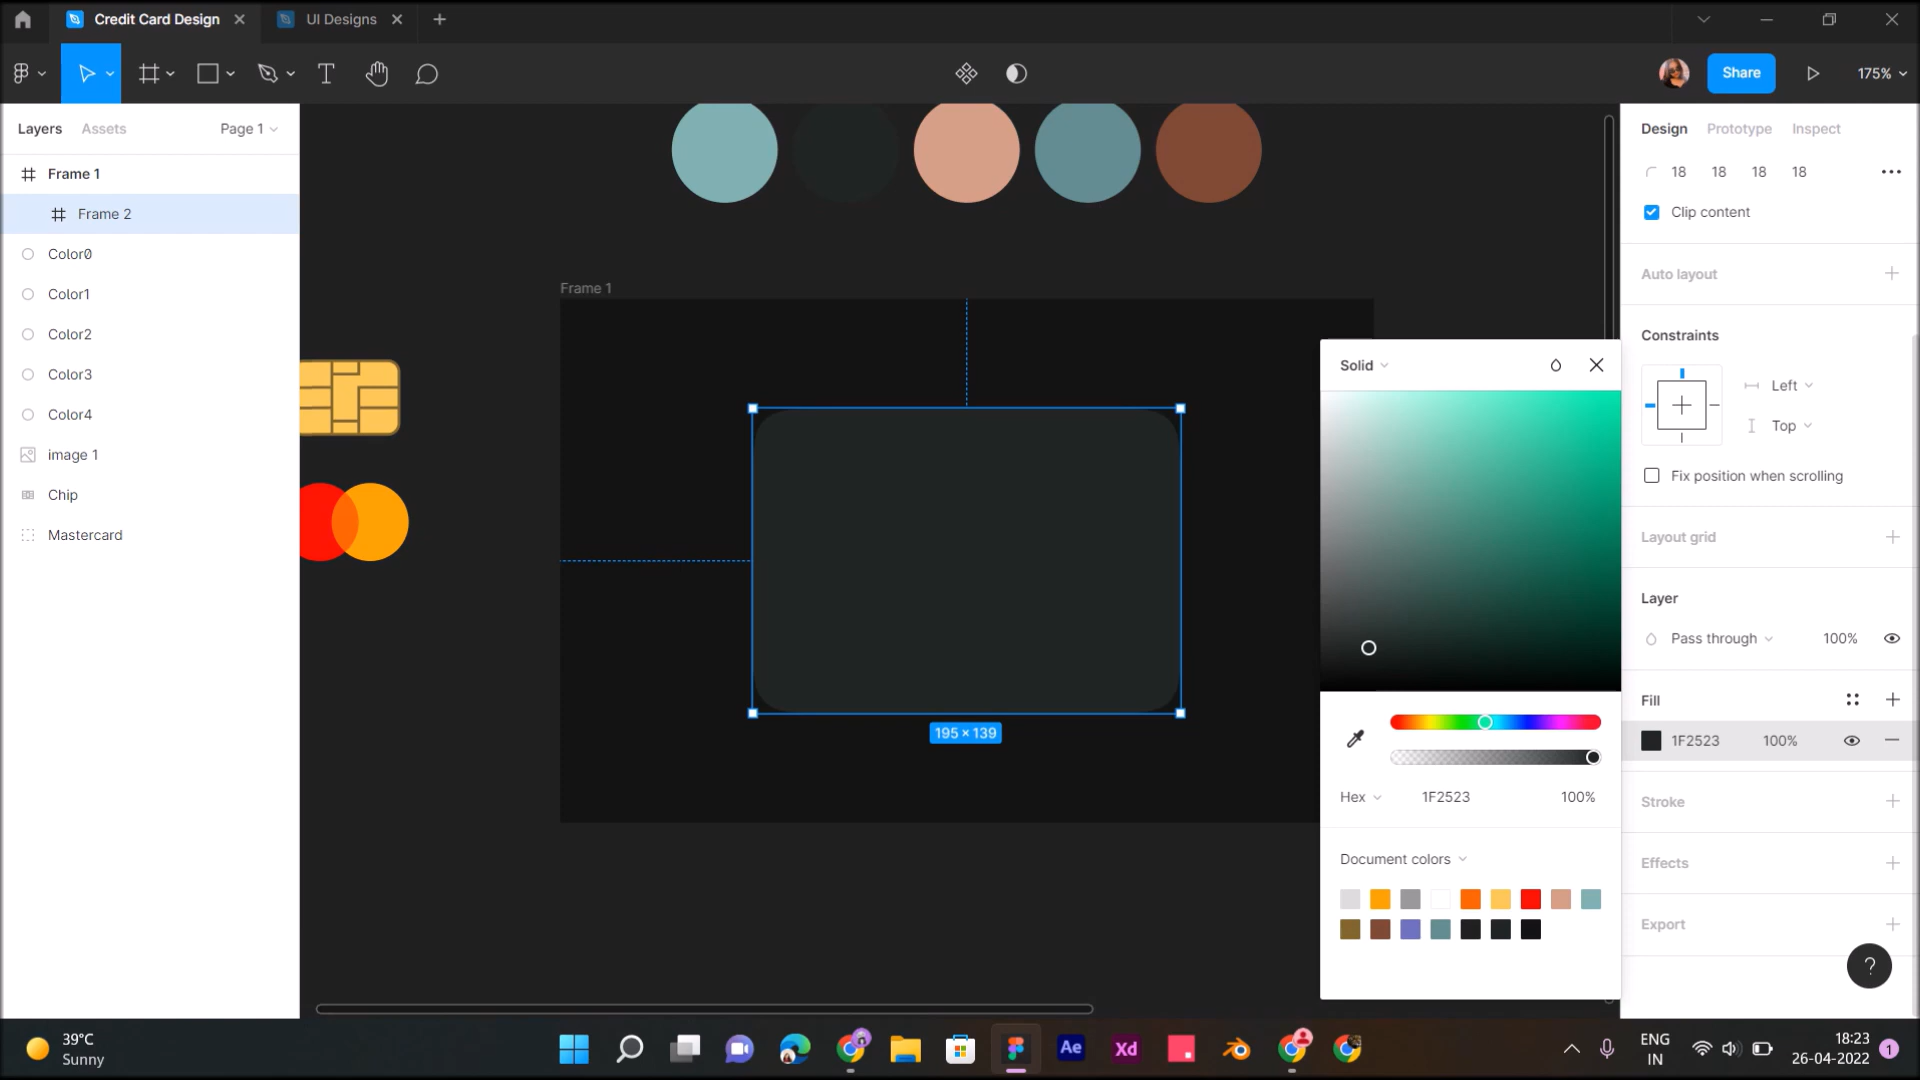 Credit Card Design
UI Designs
Share
175%
Layers
Assets
Page 1
Frame 1
Frame 2
Color0
Color1
Color2
Color3
Color4
image 1
Chip
Mastercard
Frame 1
195 × 139
Solid
Hex
1F2523
100%
Document colors
Design
Prototype
Inspect
18 18 18 18
Clip content
Auto layout
Constraints
Left
Top
Fix position when scrolling
Layout grid
Layer
Pass through
100%
Fill
1F2523
100%
Stroke
Effects
Export
?
39°C
Sunny
Ae
Xd
ENG
IN
18:23
26-04-2022
1